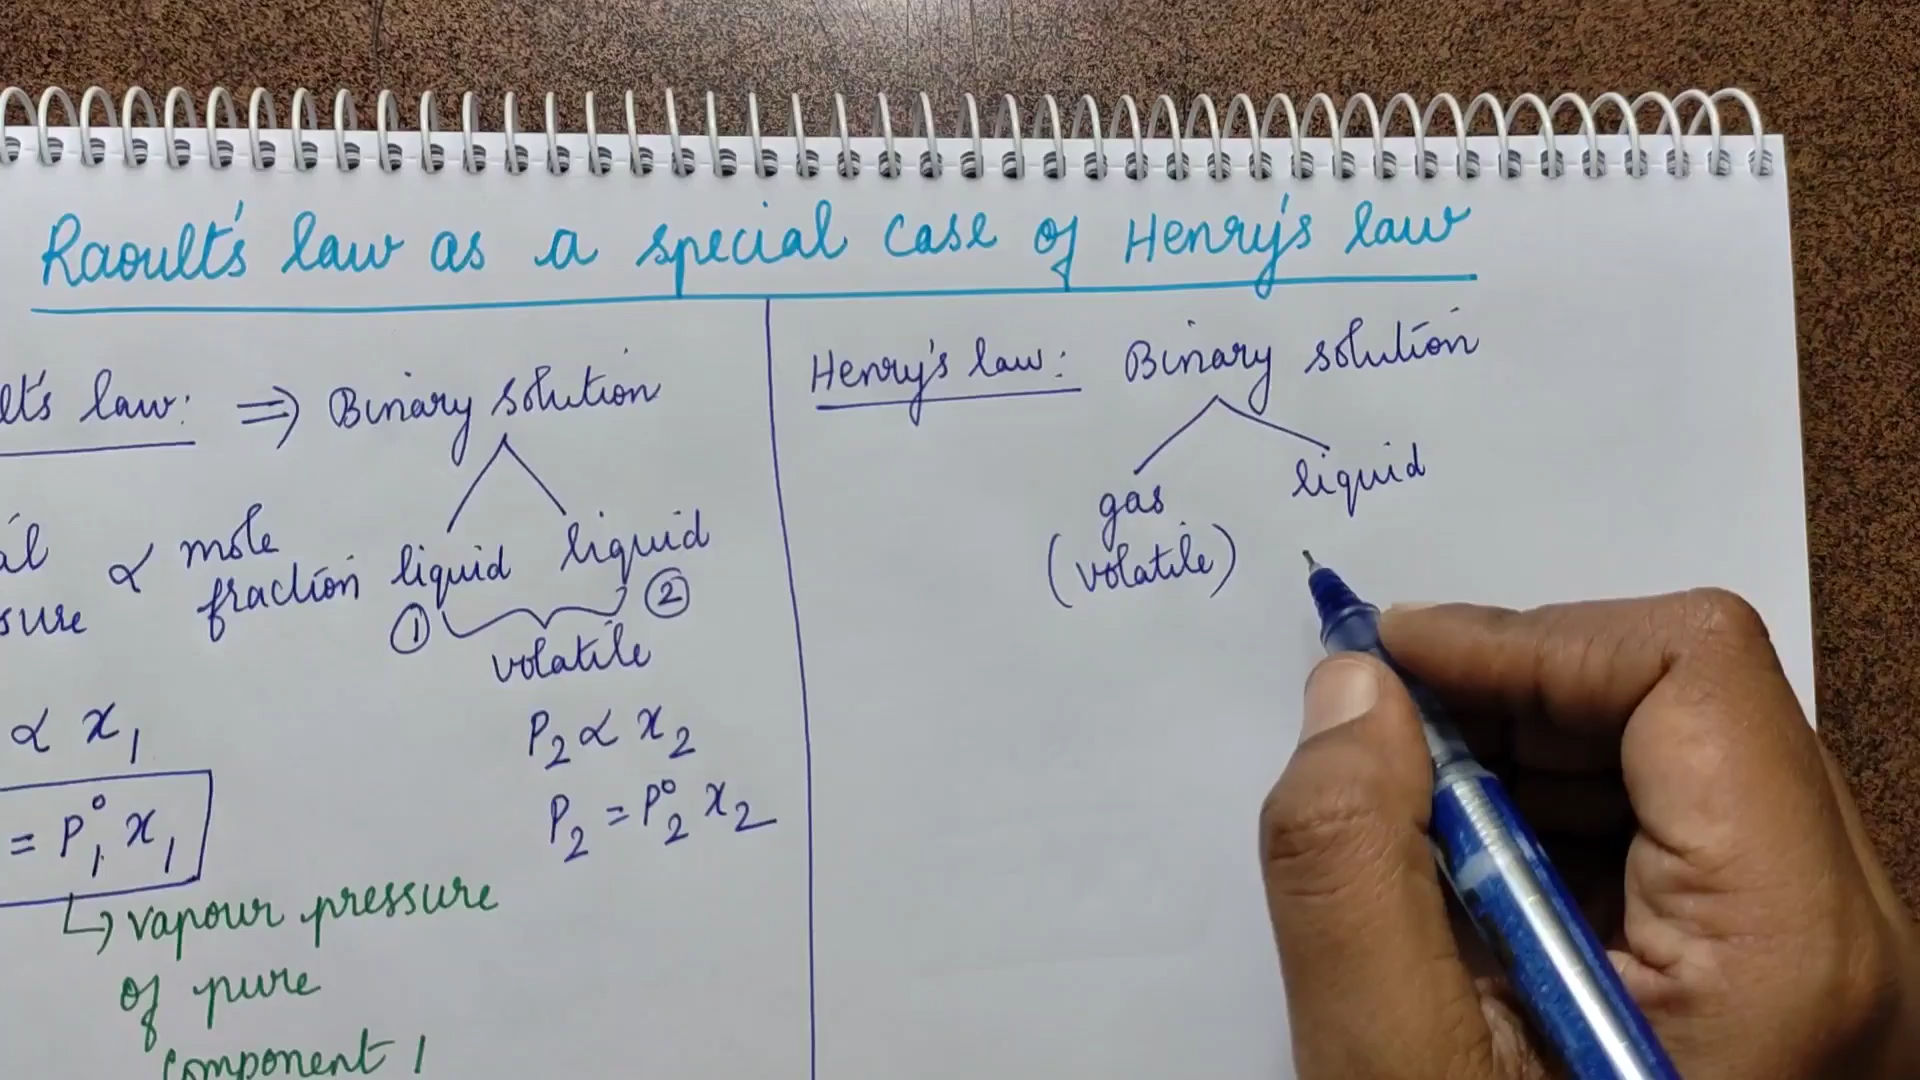 Raoult's law as a special case of Henry's law
lt's law: ⇒ Binary solution
liquid liquid
① ②
volatile
al ∝ mole
sure fraction
∝ x₁
= P₁⁰ x₁
↳ vapour pressure
of pure
component 1
P₂ ∝ x₂
P₂ = P₂⁰ x₂
Henry's law: Binary solution
gas liquid
(volatile)